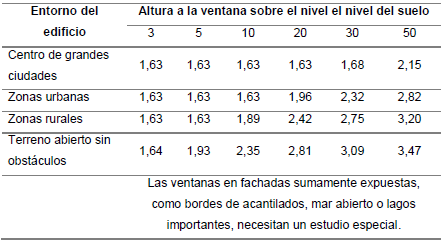 Entorno del edificio Altura a la ventana sobre el nivel el nivel del suelo
3 5 10 20 30 50
Centro de grandes ciudades 1,63 1,63 1,63 1,63 1,68 2,15
Zonas urbanas 1,63 1,63 1,63 1,96 2,32 2,82
Zonas rurales 1,63 1,63 1,89 2,42 2,75 3,20
Terreno abierto sin obstáculos 1,64 1,93 2,35 2,81 3,09 3,47
Las ventanas en fachadas sumamente expuestas,
como bordes de acantilados, mar abierto o lagos
importantes, necesitan un estudio especial.